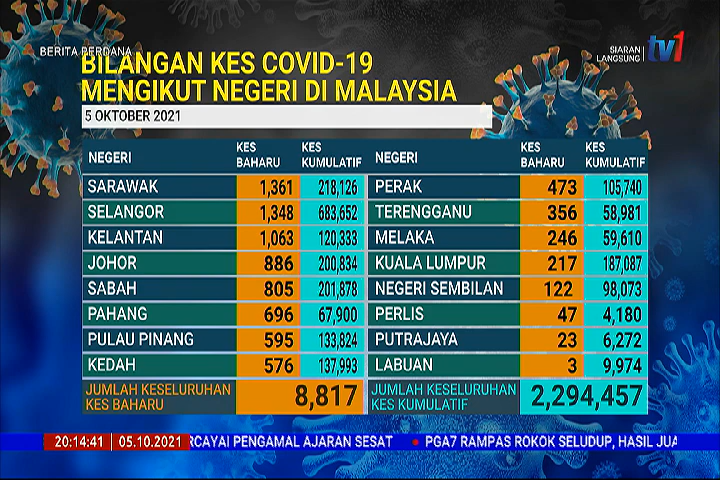 BERITA PERDANA
SIARAN
LANGSUNG
tv1
BILANGAN KES COVID-19
MENGIKUT NEGERI DI MALAYSIA
5 OKTOBER 2021
NEGERI KES BAHARU KES KUMULATIF NEGERI KES BAHARU KES KUMULATIF
SARAWAK 1,361 218,126 PERAK 473 105,740
SELANGOR 1,348 683,652 TERENGGANU 356 58,981
KELANTAN 1,063 120,333 MELAKA 246 59,610
JOHOR 886 200,834 KUALA LUMPUR 217 187,087
SABAH 805 201,878 NEGERI SEMBILAN 122 98,073
PAHANG 696 67,900 PERLIS 47 4,180
PULAU PINANG 595 133,824 PUTRAJAYA 23 6,272
KEDAH 576 137,993 LABUAN 3 9,974
JUMLAH KESELURUHAN KES BAHARU 8,817 JUMLAH KESELURUHAN KES KUMULATIF 2,294,457
20:14:41 05.10.2021 RCAYAI PENGAMAL AJARAN SESAT • PGA7 RAMPAS ROKOK SELUDUP, HASIL JUA